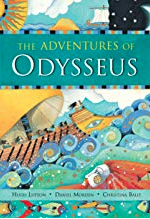 THE ADVENTURES OF
ODYSSEUS
HUGH LUPTON • DANIEL MORDEN • CHRISTINA BALIT